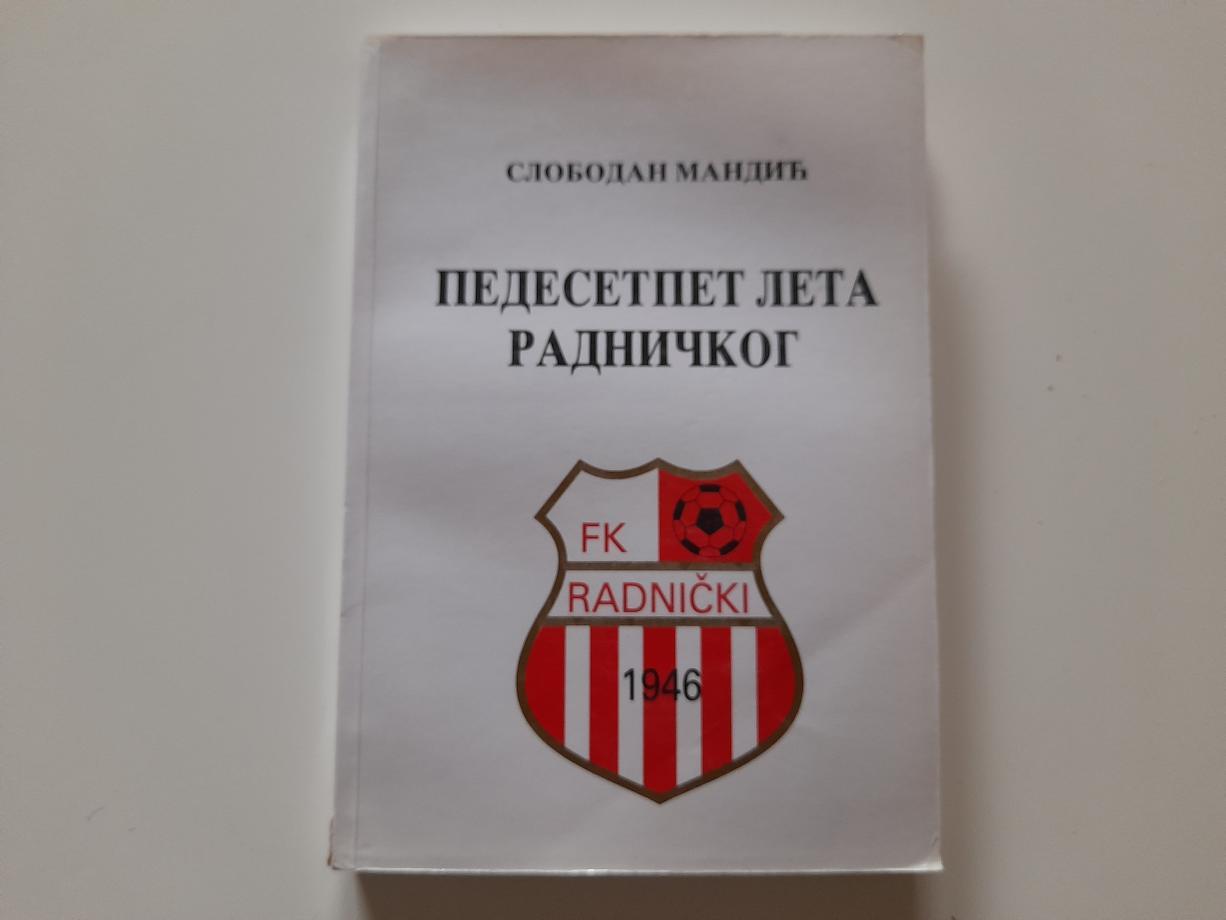 СЛОБОДАН МАНДИЋ
ПЕДЕСЕТПЕТ ЛЕТА
РАДНИЧКОГ
FK
RADNIČKI
1946